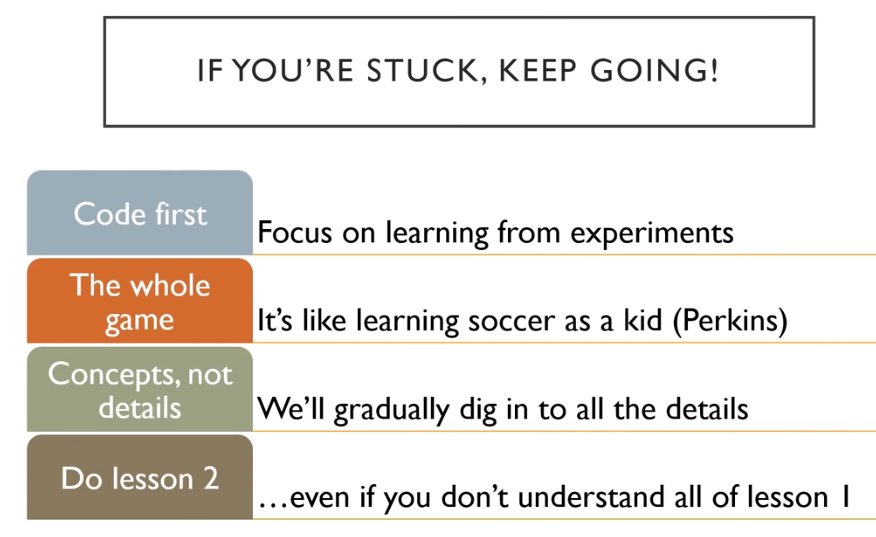 IF YOU’RE STUCK, KEEP GOING!
Code first
Focus on learning from experiments
The whole
game
It’s like learning soccer as a kid (Perkins)
Concepts, not
details
We’ll gradually dig in to all the details
Do lesson 2
…even if you don’t understand all of lesson 1